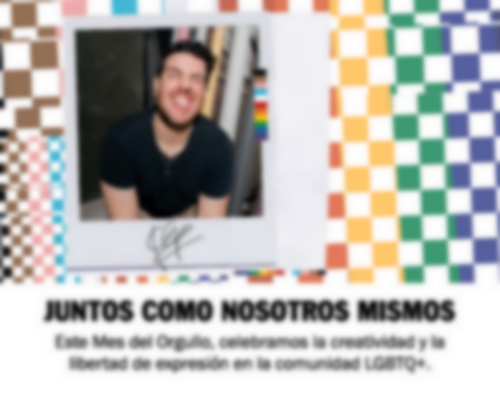 JUNTOS COMO NOSOTROS MISMOS
Este Mes del Orgullo, celebramos la creatividad y la
libertad de expresión en la comunidad LGBTQ+.